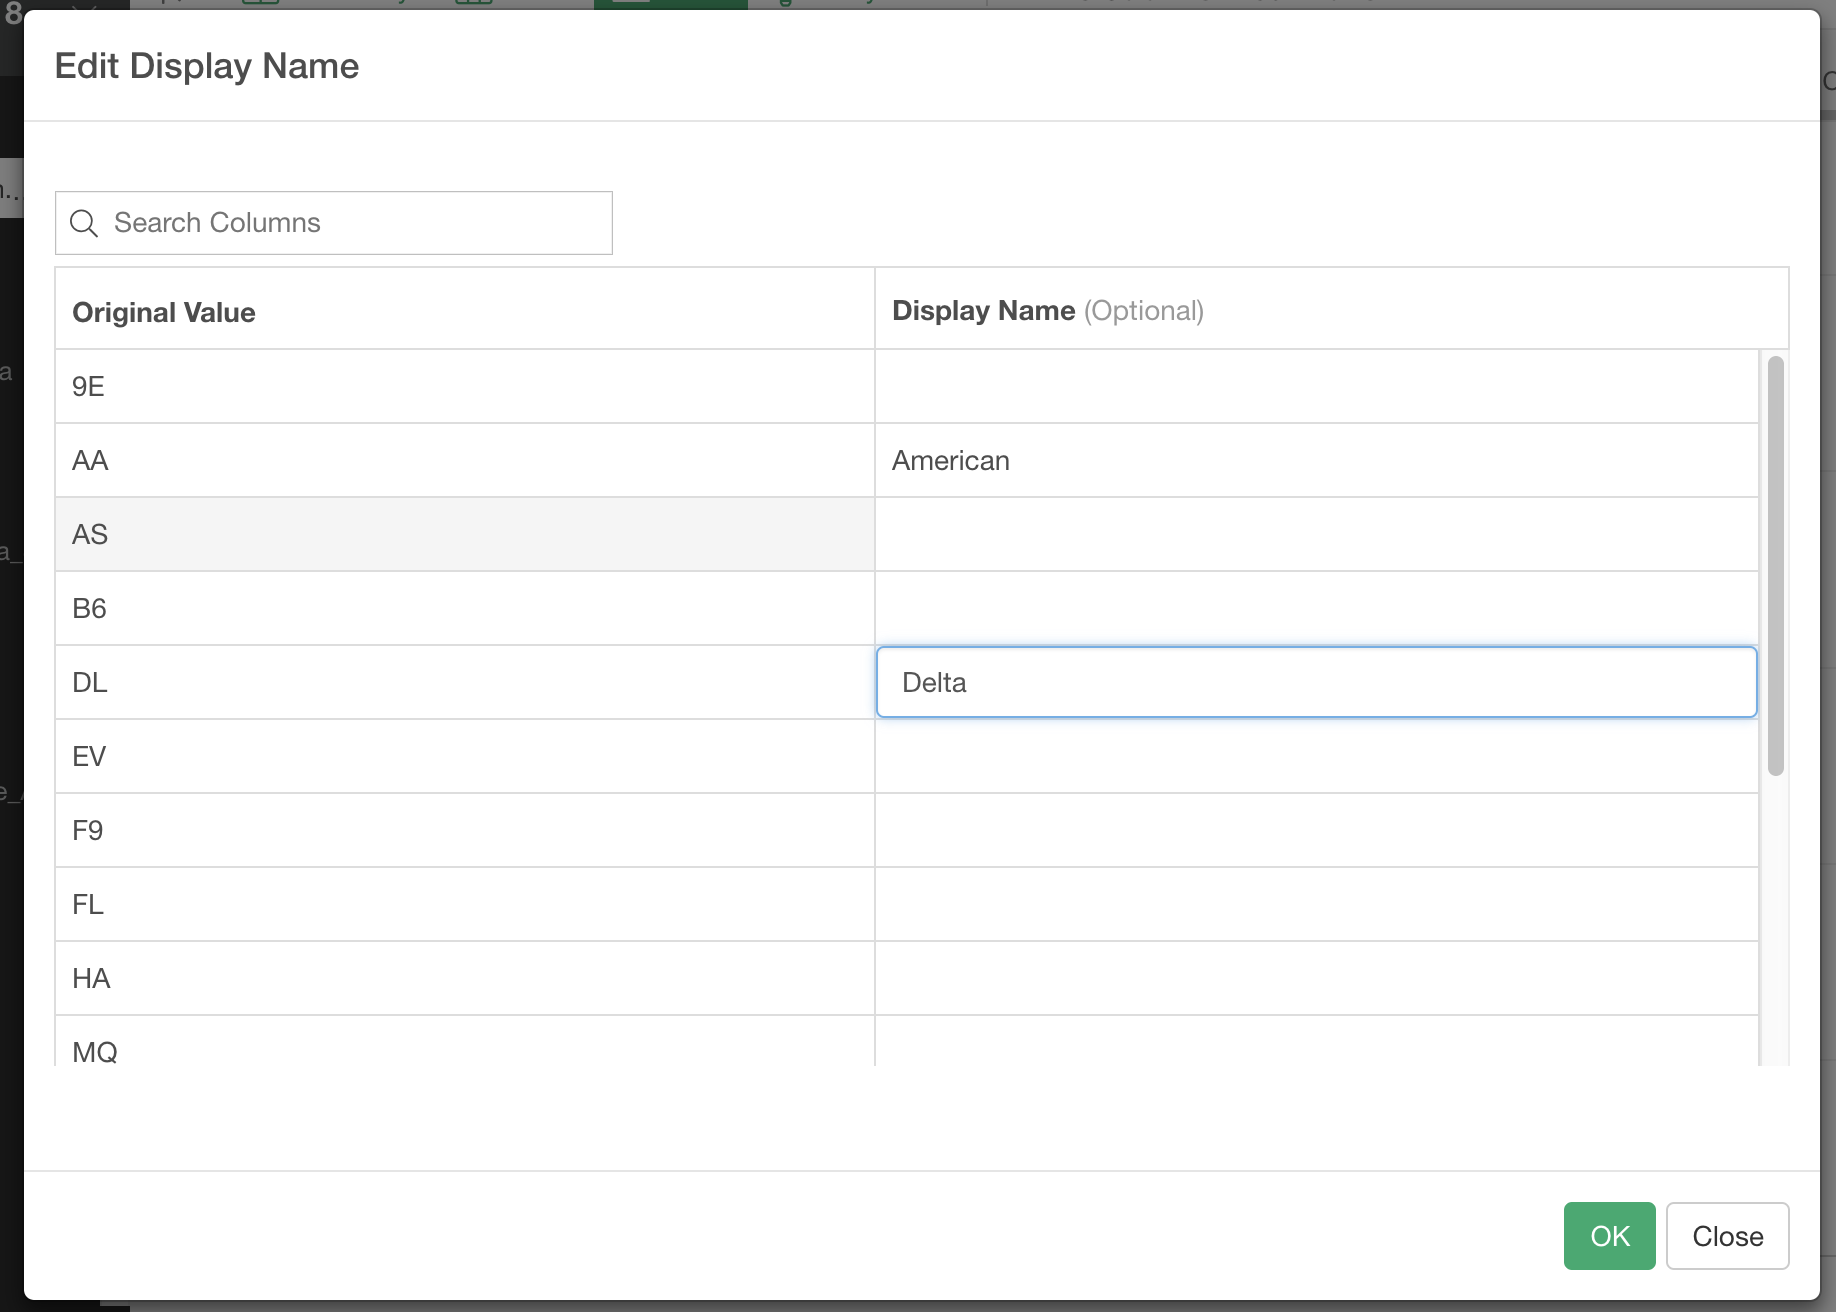 8
Edit Display Name
Search Columns
Original Value Display Name (Optional)
9E
AA American
AS
B6
DL Delta
EV
F9
FL
HA
MQ
OK Close